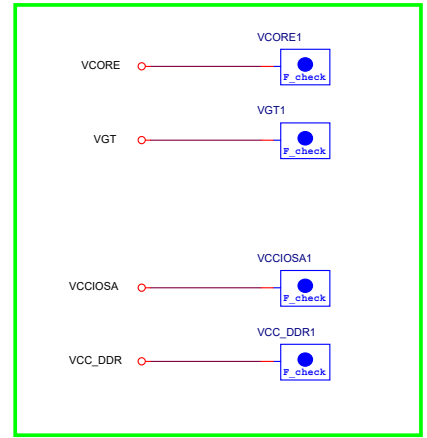 VCORE1
VCORE
F_check
VGT1
VGT
F_check
VCCIOSA1
VCCIOSA
F_check
VCC_DDR1
VCC_DDR
F_check